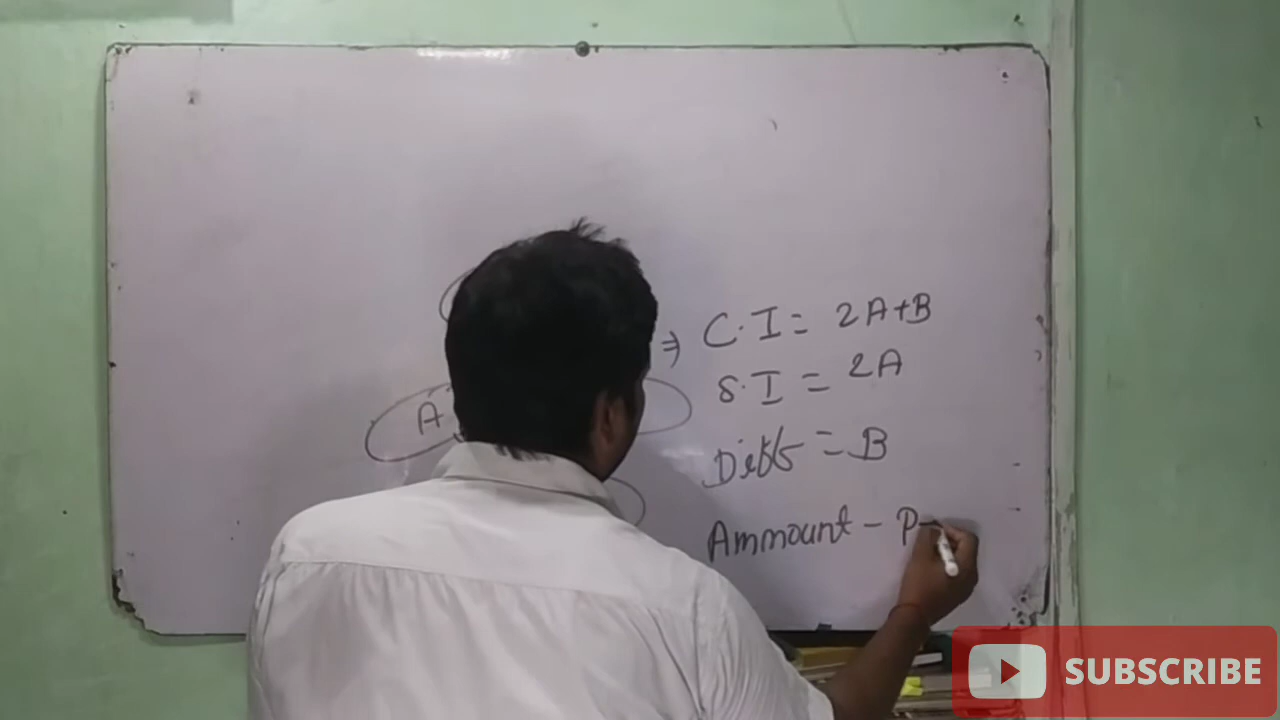 C.I = 2A+B
S.I = 2A
A
Diff = B
Ammount - P
SUBSCRIBE